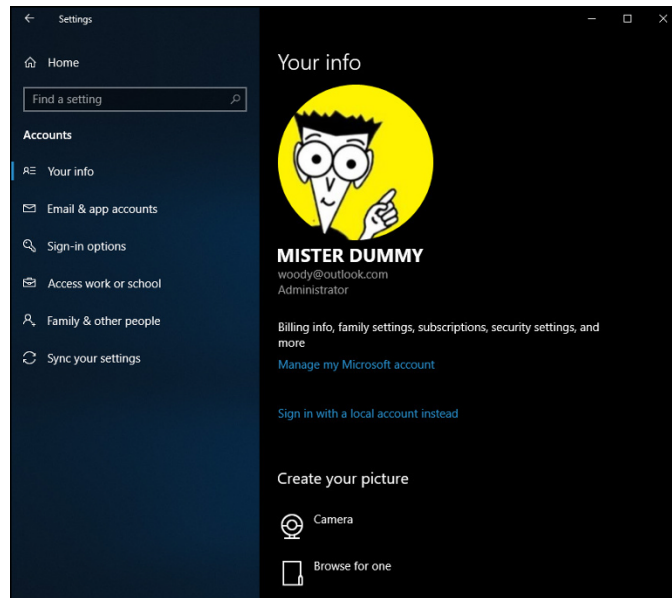 Settings
Home
Find a setting
Accounts
Your info
Email & app accounts
Sign-in options
Access work or school
Family & other people
Sync your settings
Your info
MISTER DUMMY
woody@outlook.com
Administrator
Billing info, family settings, subscriptions, security settings, and
more
Manage my Microsoft account
Sign in with a local account instead
Create your picture
Camera
Browse for one